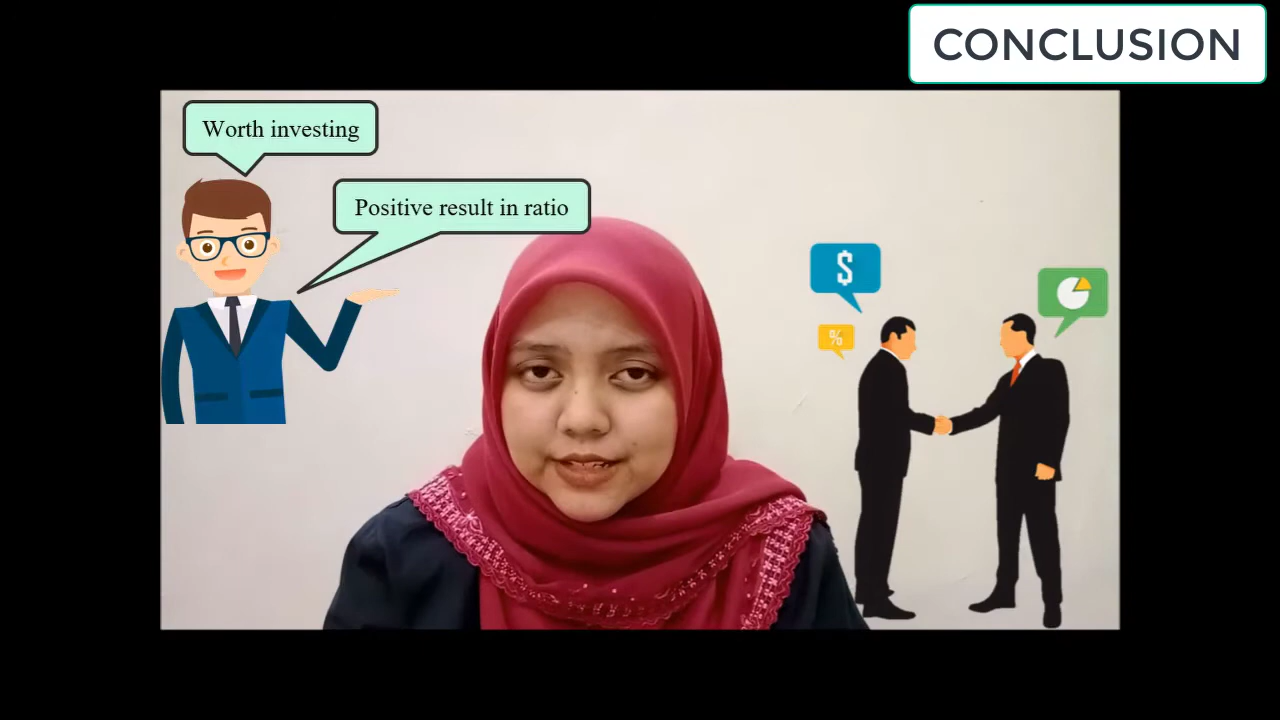 CONCLUSION
Worth investing
Positive result in ratio
$
%